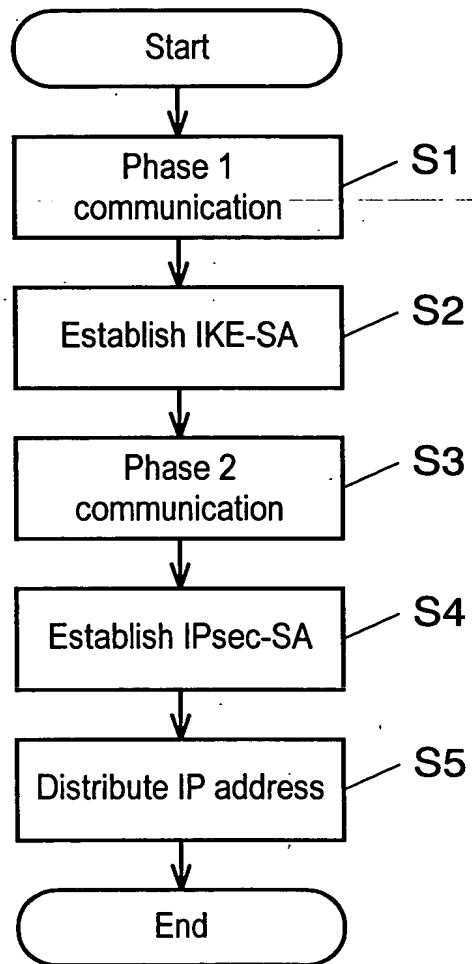 Start
Phase 1
communication
S1
Establish IKE-SA
S2
Phase 2
communication
S3
Establish IPsec-SA
S4
Distribute IP address
S5
End